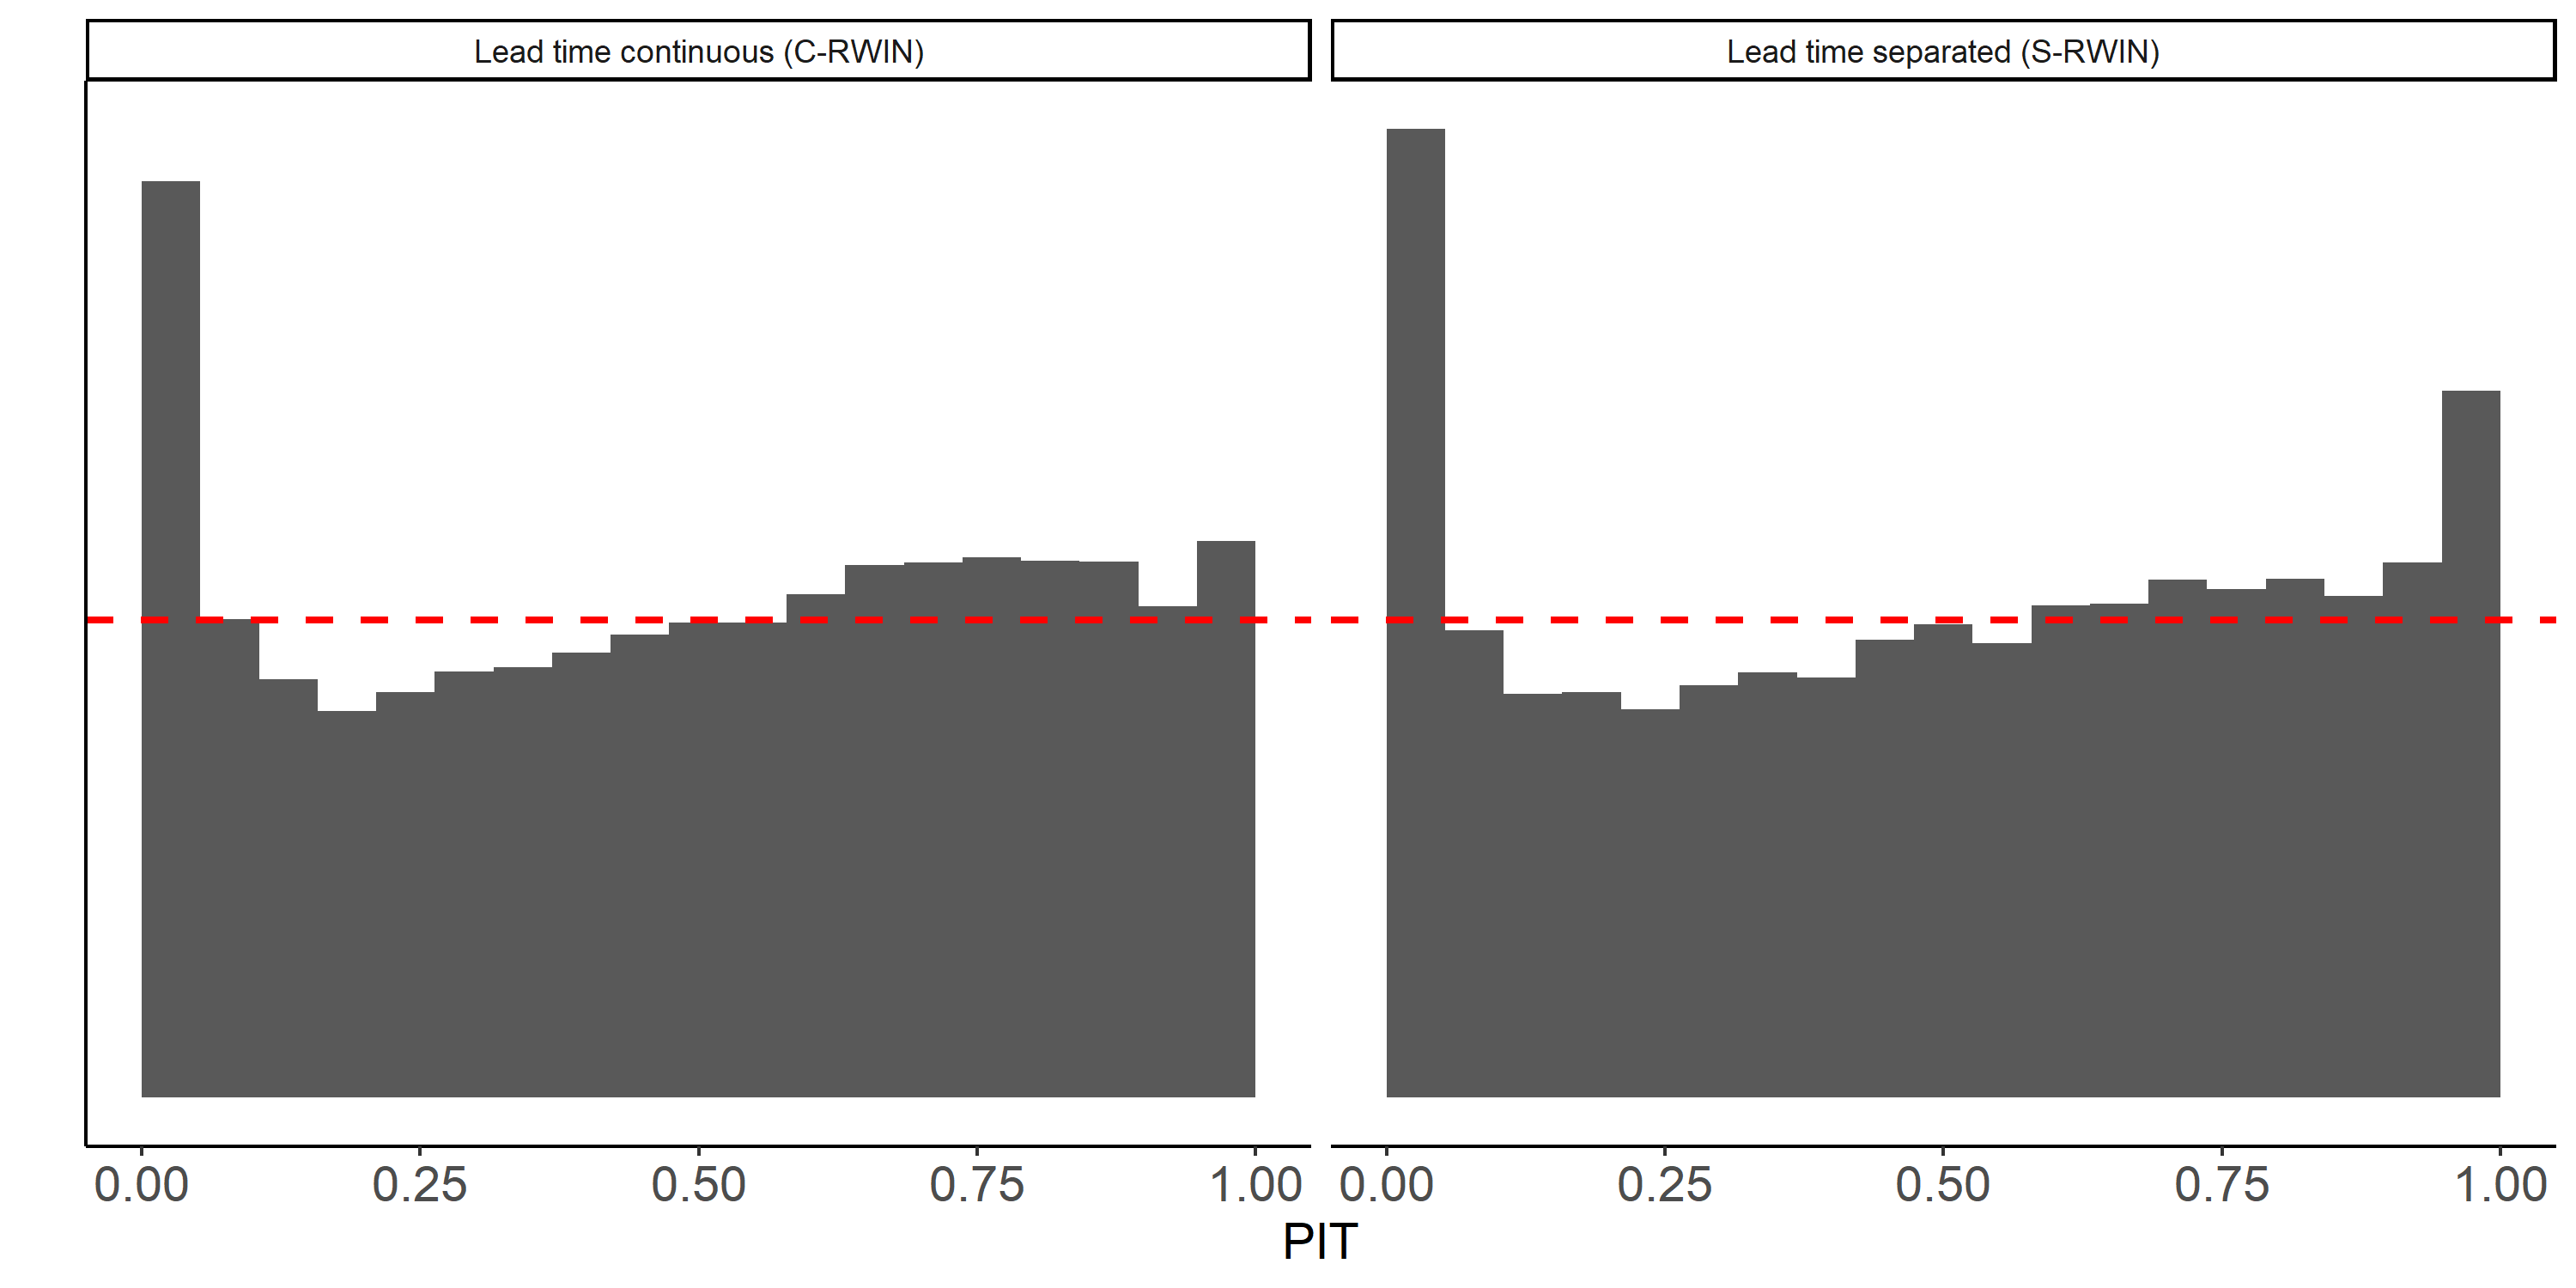 Lead time continuous (C-RWIN)
Lead time separated (S-RWIN)
0.00 0.25 0.50 0.75 1.00 0.00 0.25 0.50 0.75 1.00
PIT